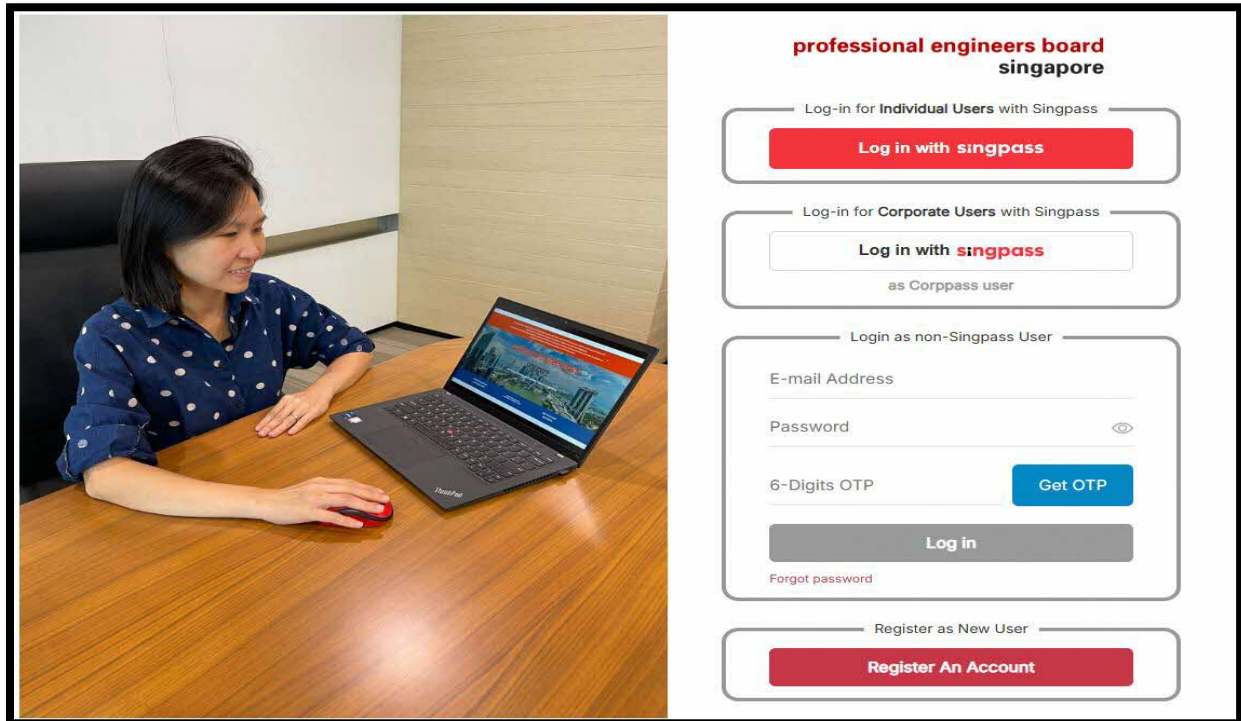 professional engineers board
singapore
Log-in for Individual Users with Singpass
Log in with singpass
Log-in for Corporate Users with Singpass
Log in with singpass
as Corppass user
Login as non-Singpass User
E-mail Address
Password
6-Digits OTP
Get OTP
Log in
Forgot password
Register as New User
Register An Account
ThinkPad